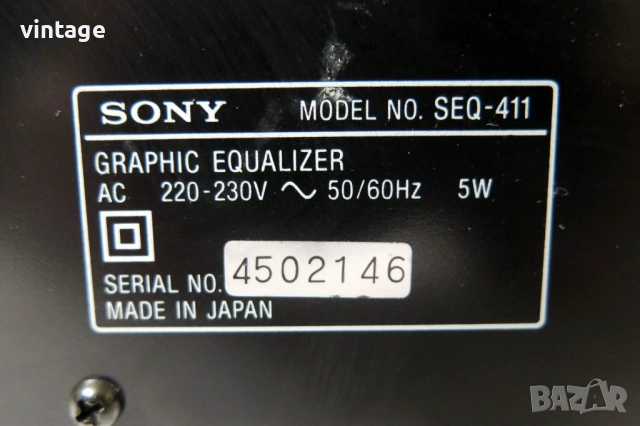 vintage
SONY MODEL NO. SEQ-411
GRAPHIC EQUALIZER
AC 220-230V ~ 50/60Hz 5W
SERIAL NO. 4502146
MADE IN JAPAN
BAZAR